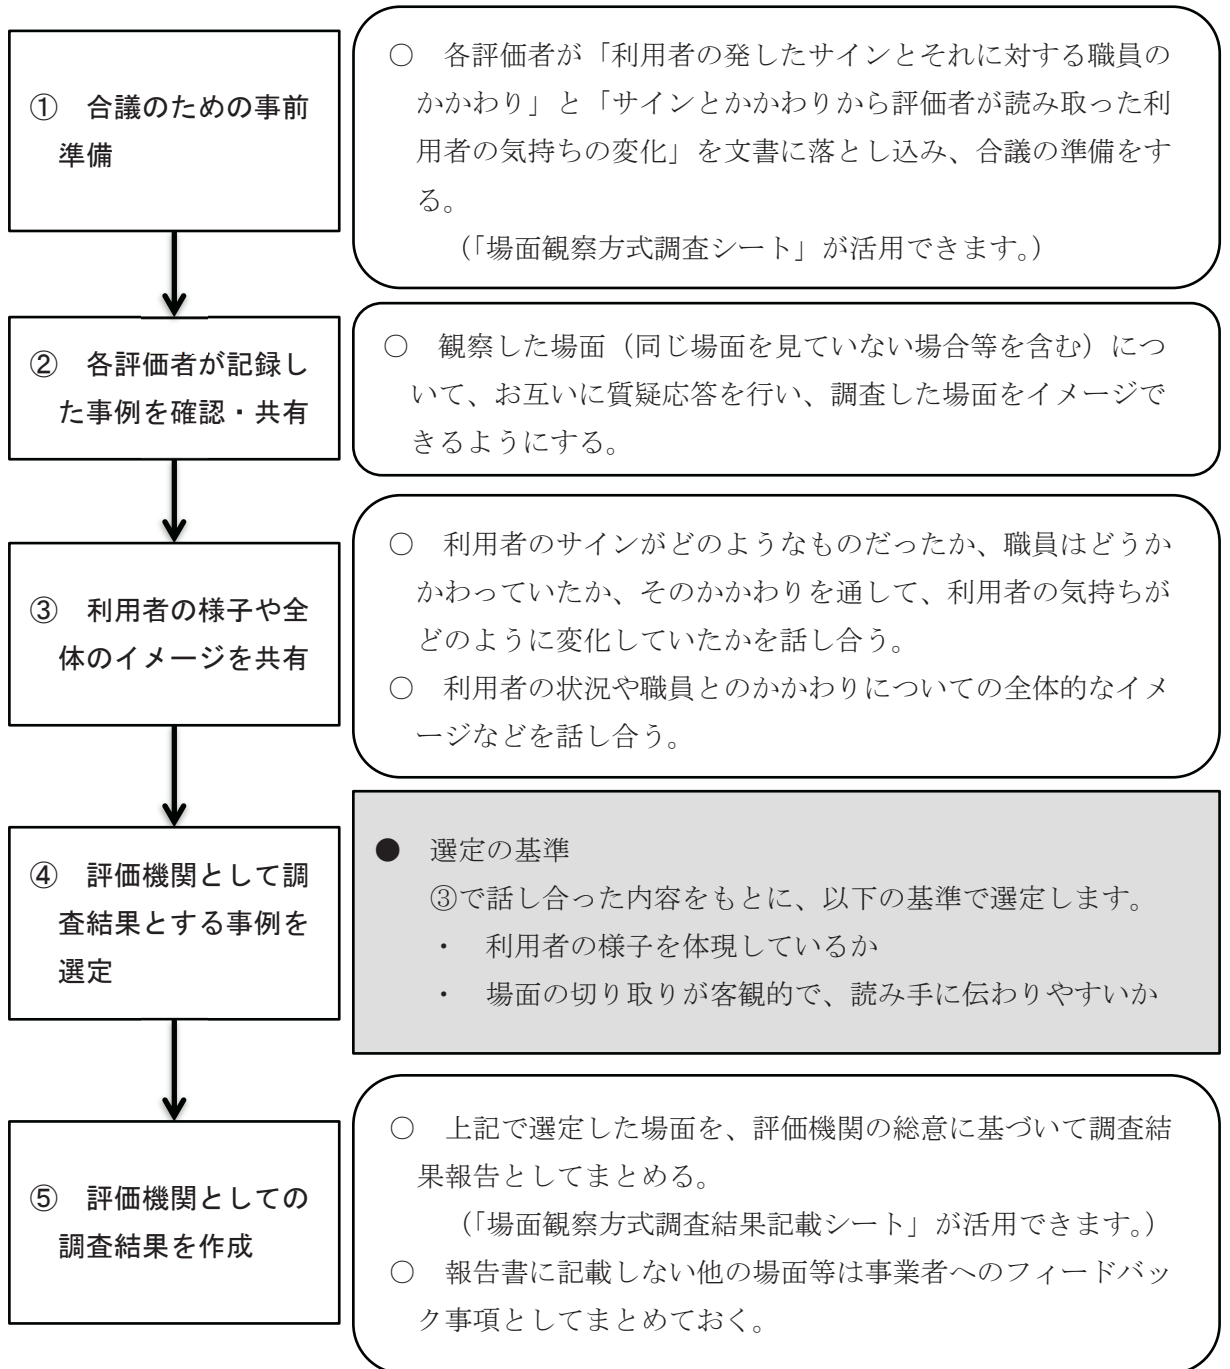 ① 合議のための事前
準備
○ 各評価者が「利用者の発したサインとそれに対する職員の
かかわり」と「サインとかかわりから評価者が読み取った利
用者の気持ちの変化」を文書に落とし込み、合議の準備をす
る。
(「場面観察方式調査シート」が活用できます。)
② 各評価者が記録し
た事例を確認・共有
○ 観察した場面（同じ場面を見ていない場合等を含む）につ
いて、お互いに質疑応答を行い、調査した場面をイメージで
きるようにする。
③ 利用者の様子や全
体のイメージを共有
○ 利用者のサインがどのようなものだったか、職員はどうか
かわっていたか、そのかかわりを通して、利用者の気持ちが
どのように変化していたかを話し合う。
○ 利用者の状況や職員とのかかわりについての全体的なイメ
ージなどを話し合う。
④ 評価機関として調
査結果とする事例を
選定
● 選定の基準
③で話し合った内容をもとに、以下の基準で選定します。
・ 利用者の様子を体現しているか
・ 場面の切り取りが客観的で、読み手に伝わりやすいか
⑤ 評価機関としての
調査結果を作成
○ 上記で選定した場面を、評価機関の総意に基づいて調査結
果報告としてまとめる。
(「場面観察方式調査結果記載シート」が活用できます。)
○ 報告書に記載しない他の場面等は事業者へのフィードバッ
ク事項としてまとめておく。